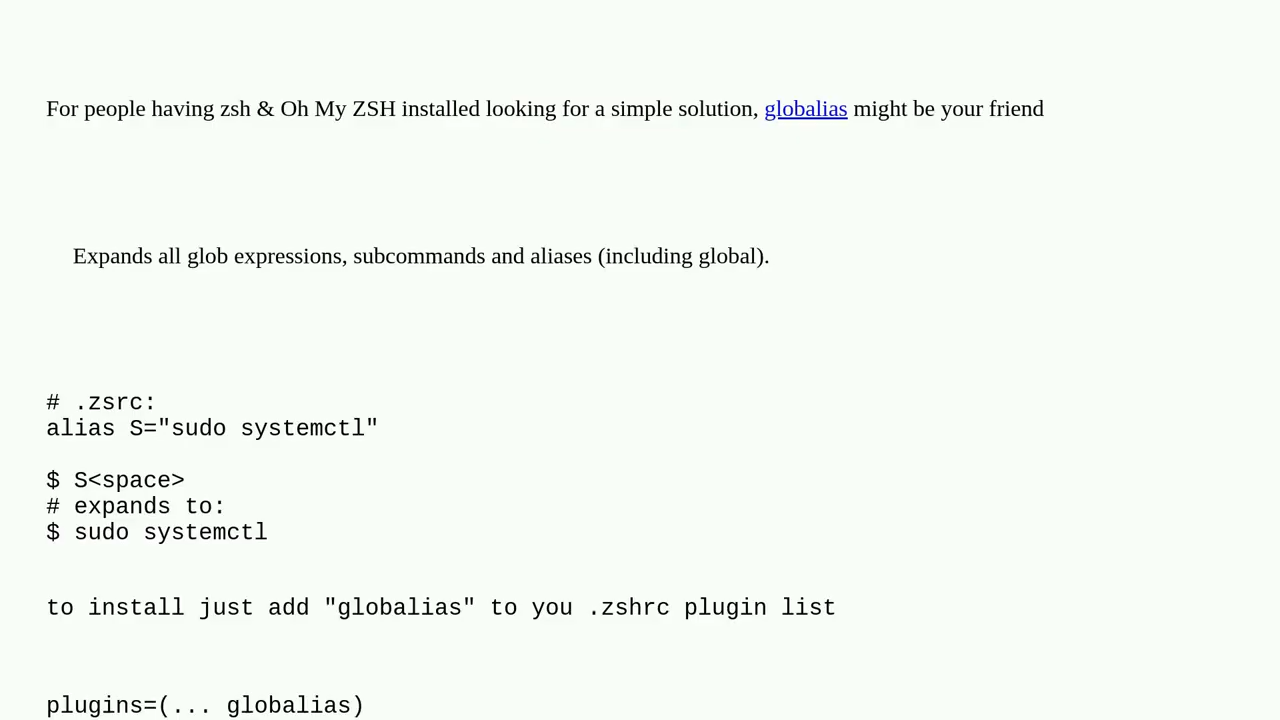 For people having zsh & Oh My ZSH installed looking for a simple solution, globalias might be your friend
Expands all glob expressions, subcommands and aliases (including global).
# .zsrc:
alias S="sudo systemctl"
$ S<space>
# expands to:
$ sudo systemctl
to install just add "globalias" to you .zshrc plugin list
plugins=(... globalias)